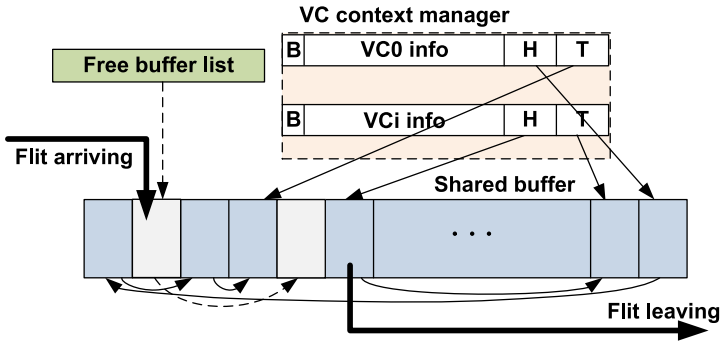 VC context manager
B VC0 info H T
Free buffer list
B VCi info H T
Flit arriving
Shared buffer
. . .
Flit leaving